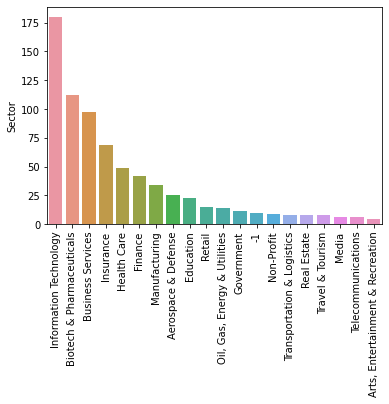 175
150
125
100
75
50
25
0
Sector
Information Technology
Biotech & Pharmaceuticals
Business Services
Insurance
Health Care
Finance
Manufacturing
Aerospace & Defense
Education
Retail
Oil, Gas, Energy & Utilities
Government
-1
Non-Profit
Transportation & Logistics
Real Estate
Travel & Tourism
Media
Telecommunications
Arts, Entertainment & Recreation